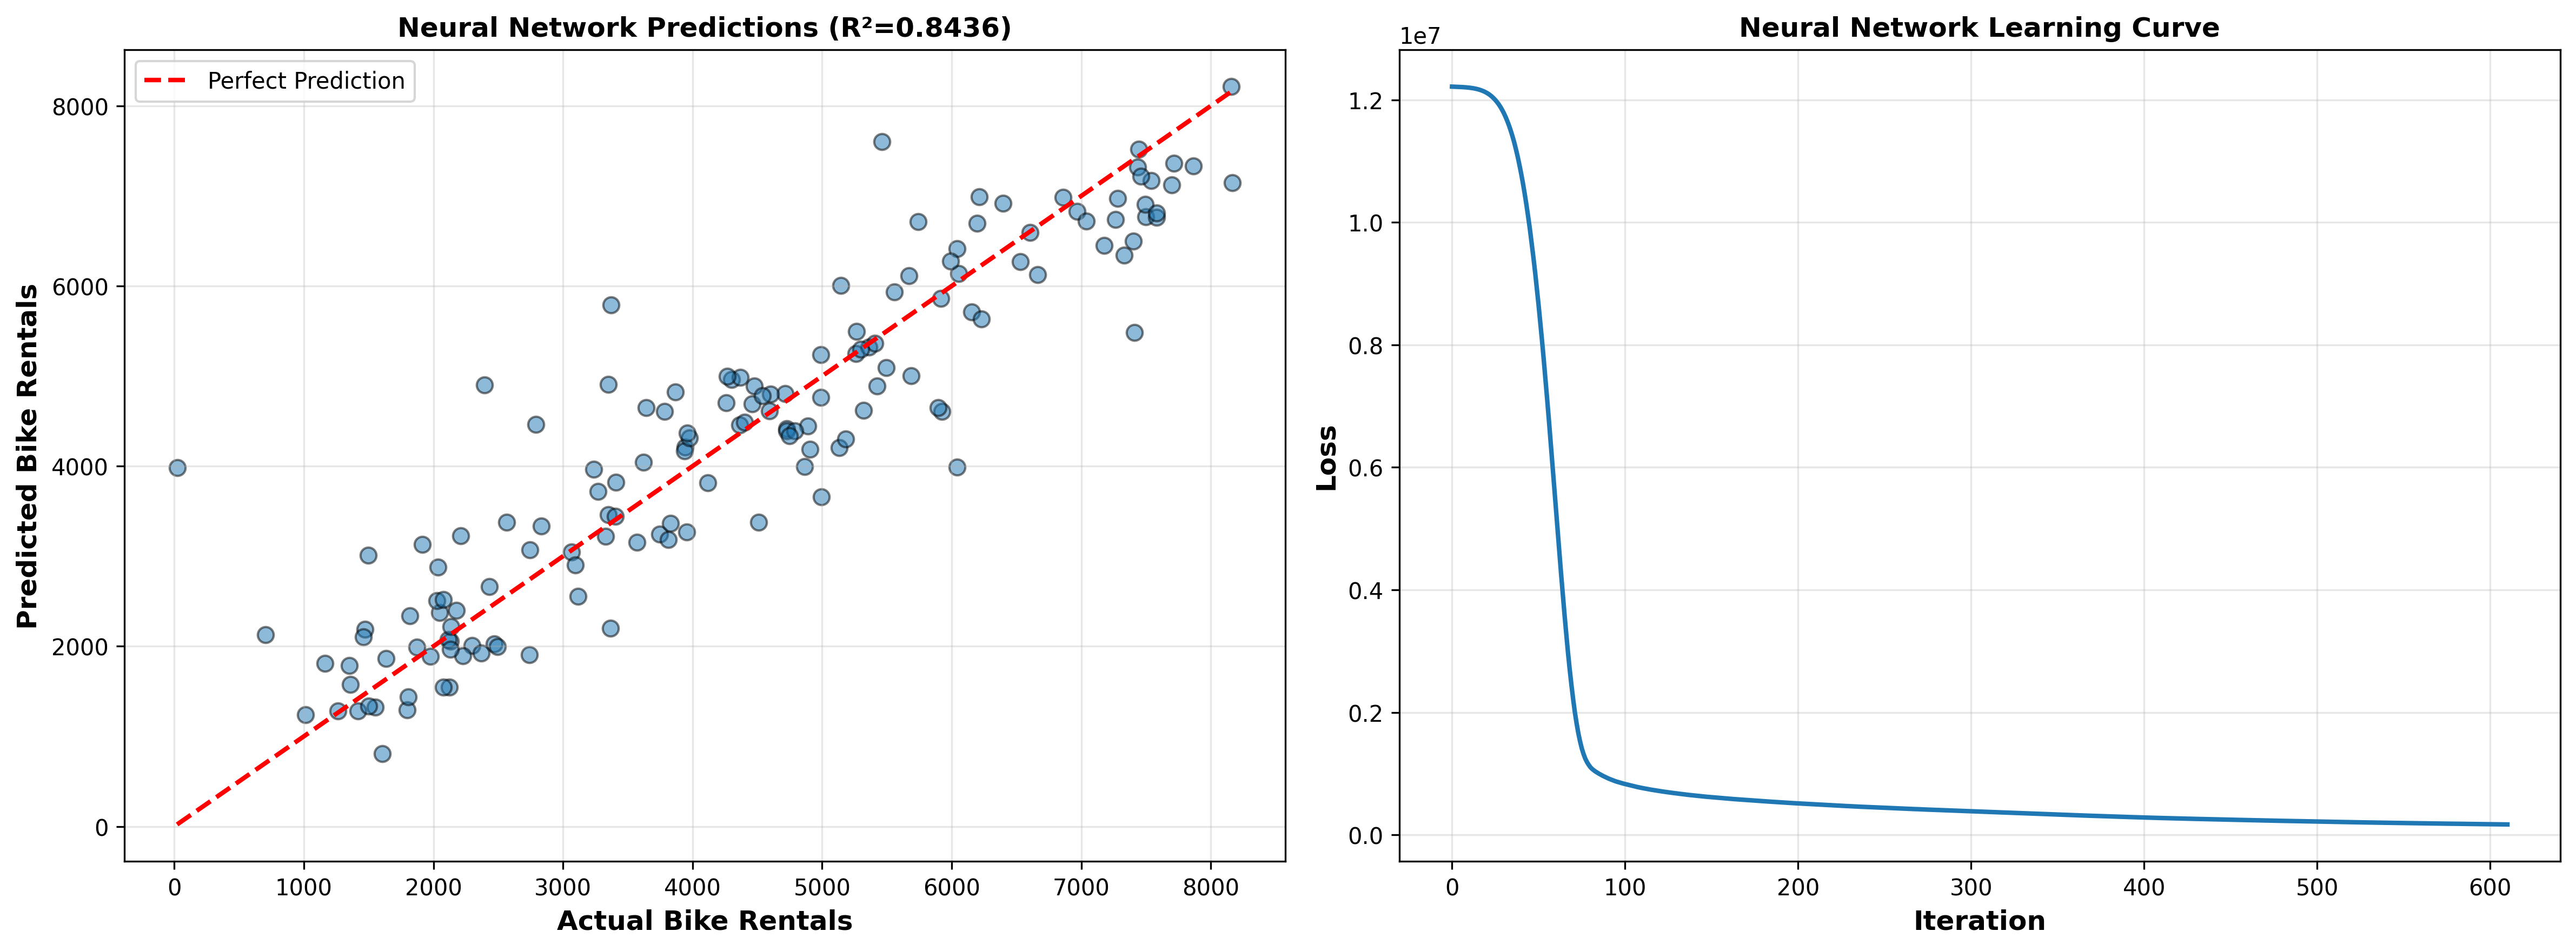 Neural Network Predictions (R²=0.8436)
Perfect Prediction
Predicted Bike Rentals
8000
6000
4000
2000
0
0 1000 2000 3000 4000 5000 6000 7000 8000
Actual Bike Rentals
Neural Network Learning Curve
1e7
Loss
1.2
1.0
0.8
0.6
0.4
0.2
0.0
0 100 200 300 400 500 600
Iteration